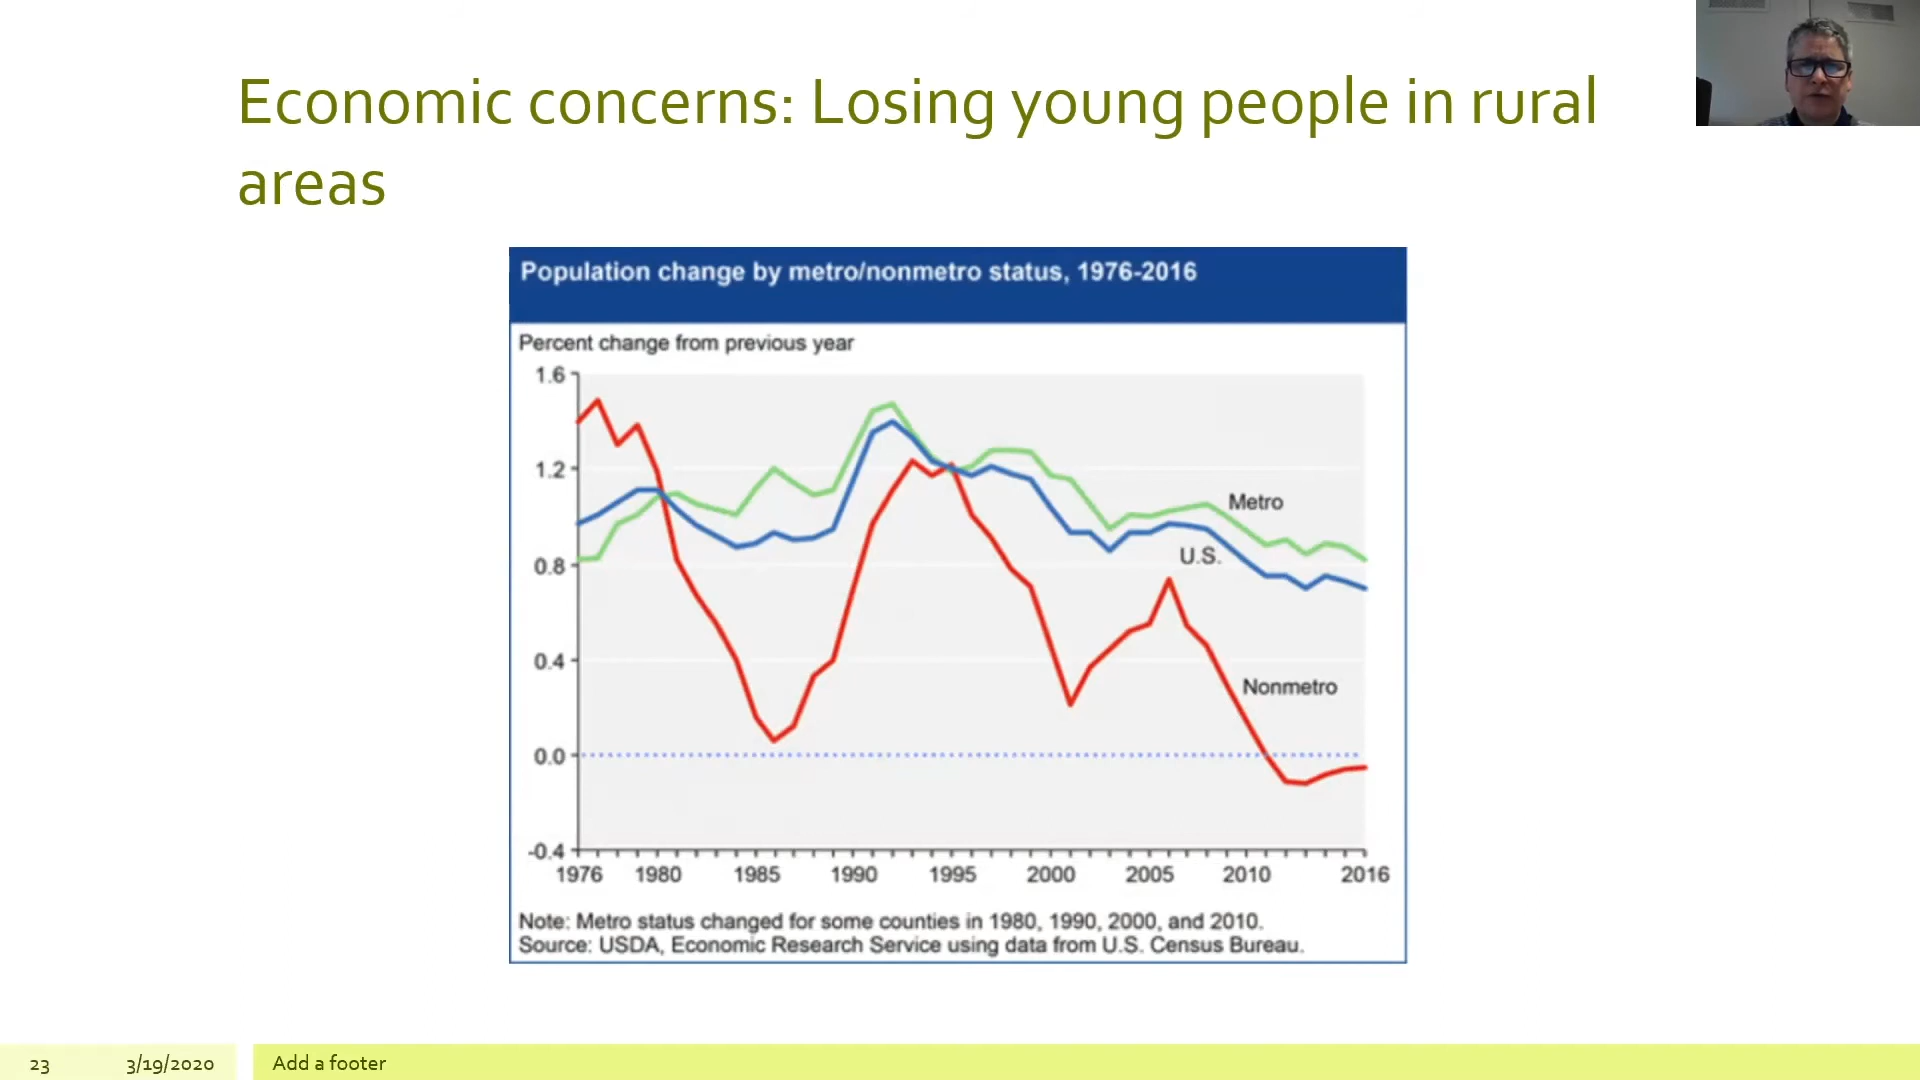 Economic concerns: Losing young people in rural
areas
Population change by metro/nonmetro status, 1976-2016
Percent change from previous year
1.6
1.2
0.8
0.4
0.0
-0.4
Metro
U.S.
Nonmetro
1976 1980 1985 1990 1995 2000 2005 2010 2016
Note: Metro status changed for some counties in 1980, 1990, 2000, and 2010.
Source: USDA, Economic Research Service using data from U.S. Census Bureau.
23 3/19/2020 Add a footer